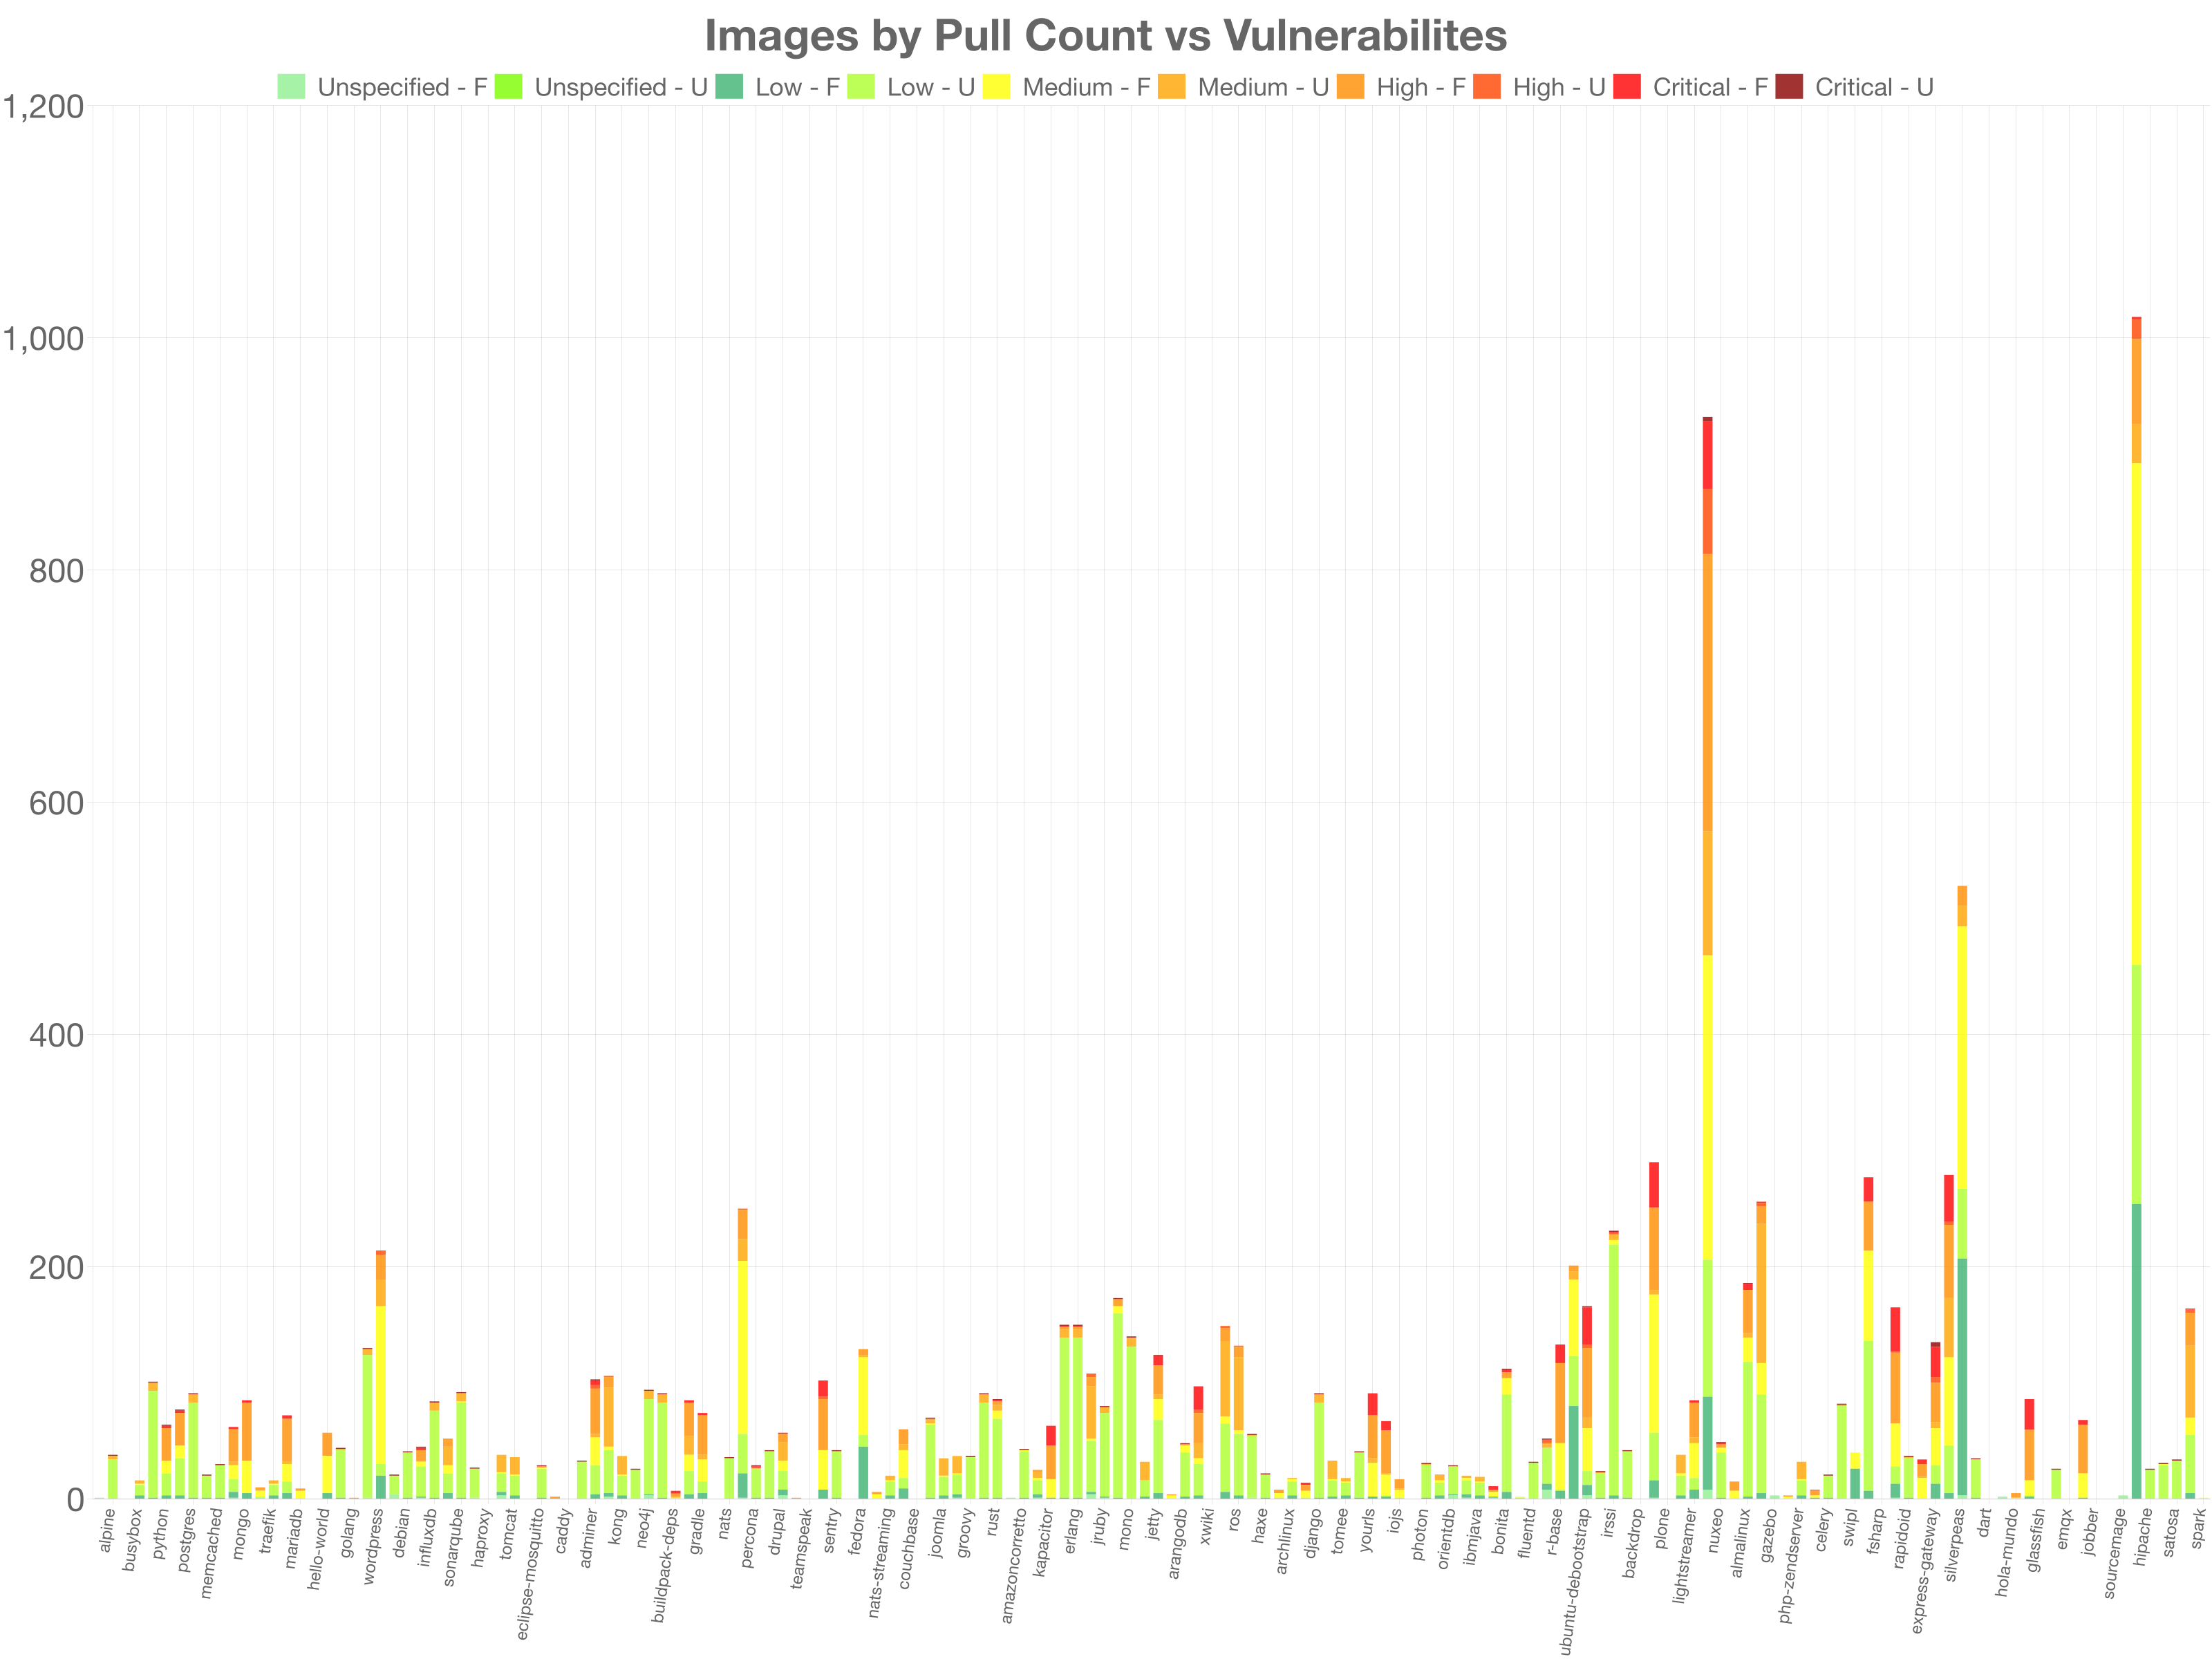 Images by Pull Count vs Vulnerabilites
Unspecified - F Unspecified - U Low - F Low - U Medium - F Medium - U High - F High - U Critical - F Critical - U
1,200
1,000
800
600
400
200
0
alpine
busybox
python
postgres
memcached
mongo
traefik
mariadb
hello-world
golang
wordpress
debian
influxdb
sonarqube
haproxy
tomcat
eclipse-mosquitto
caddy
adminer
kong
neo4j
buildpack-deps
gradle
nats
percona
drupal
teamspeak
sentry
fedora
nats-streaming
couchbase
joomla
groovy
rust
amazoncorretto
kapacitor
erlang
jruby
mono
jetty
arangodb
xwiki
ros
haxe
archlinux
django
tomee
yourls
iojs
photon
orientdb
ibmjava
bonita
fluentd
r-base
ubuntu-debootstrap
irssi
backdrop
plone
lightstreamer
nuxeo
almalinux
gazebo
php-zendserver
celery
swipl
fsharp
rapidoid
express-gateway
silverpeas
dart
hola-mundo
glassfish
emqx
jobber
sourcemage
hipache
satosa
spark